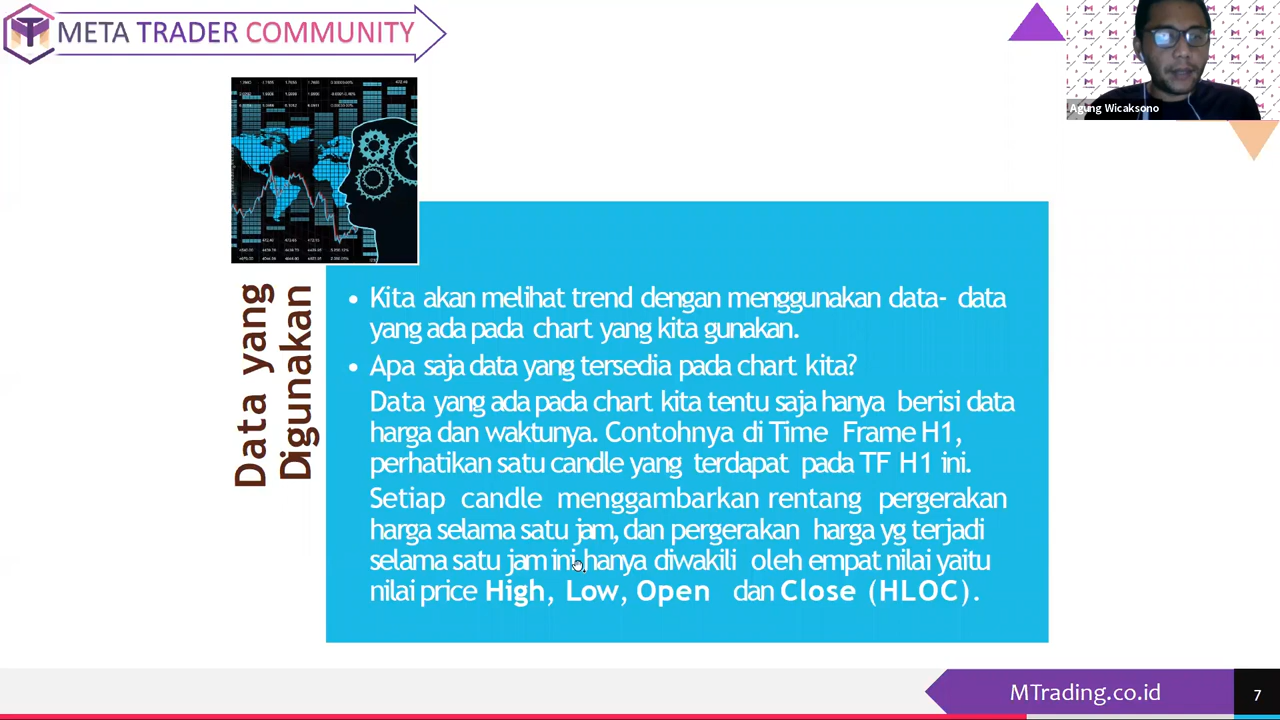 META TRADER COMMUNITY
Agung Wicaksono
Data yang
Digunakan
• Kita akan melihat trend dengan menggunakan data- data
yang ada pada chart yang kita gunakan.
• Apa saja data yang tersedia pada chart kita?
Data yang ada pada chart kita tentu saja hanya berisi data
harga dan waktunya. Contohnya di Time Frame H1,
perhatikan satu candle yang terdapat pada TF H1 ini.
Setiap candle menggambarkan rentang pergerakan
harga selama satu jam, dan pergerakan harga yg terjadi
selama satu jam ini, hanya diwakili oleh empat nilai yaitu
nilai price High, Low, Open dan Close (HLOC).
MTrading.co.id
7